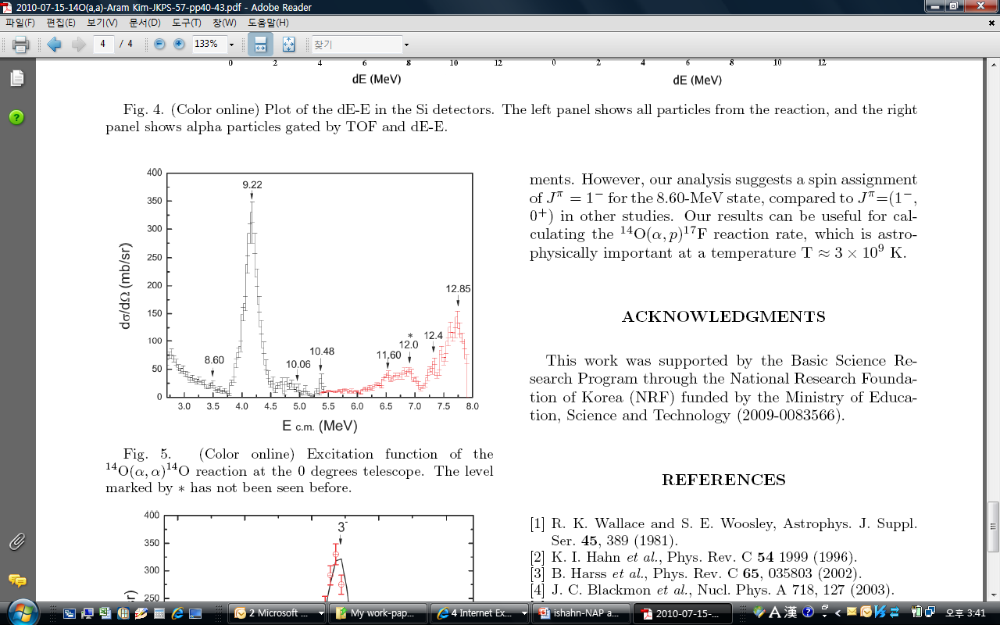 2010-07-15-14O(a,a)-Aram Kim-JKPS-57-pp40-43.pdf - Adobe Reader
파일(F) 편집(E) 보기(V) 문서(D) 도구(T) 창(W) 도움말(H)
4 / 4 133% 찾기
0 2 4 6 8 10 12 0 2 4 6 8 10 12
dE (MeV) dE (MeV)
Fig. 4. (Color online) Plot of the dE-E in the Si detectors. The left panel shows all particles from the reaction, and the right
panel shows alpha particles gated by TOF and dE-E.
400
350
300
250
200
150
100
50
0
dσ/dΩ (mb/sr)
9.22
12.85
*
12.0
12.4
10.48
11.60
8.60
10.06
3.0 3.5 4.0 4.5 5.0 5.5 6.0 6.5 7.0 7.5 8.0
E c.m. (MeV)
Fig. 5. (Color online) Excitation function of the
¹⁴O(α, α)¹⁴O reaction at the 0 degrees telescope. The level
marked by ∗ has not been seen before.
400
350
300
250
3⁻
r)
ments. However, our analysis suggests a spin assignment
of Jπ = 1⁻ for the 8.60-MeV state, compared to Jπ=(1⁻,
0⁺) in other studies. Our results can be useful for cal-
culating the ¹⁴O(α, p)¹⁷F reaction rate, which is astro-
physically important at a temperature T ≈ 3 × 10⁹ K.
ACKNOWLEDGMENTS
This work was supported by the Basic Science Re-
search Program through the National Research Founda-
tion of Korea (NRF) funded by the Ministry of Educa-
tion, Science and Technology (2009-0083566).
REFERENCES
[1] R. K. Wallace and S. E. Woosley, Astrophys. J. Suppl.
Ser. 45, 389 (1981).
[2] K. I. Hahn et al., Phys. Rev. C 54 1999 (1996).
[3] B. Harss et al., Phys. Rev. C 65, 035803 (2002).
[4] J. C. Blackmon et al., Nucl. Phys. A 718, 127 (2003).
2 Microsoft ... My work-pap... 4 Internet Ex... ishahn-NAP a... 2010-07-15-... A 漢 오후 3:41